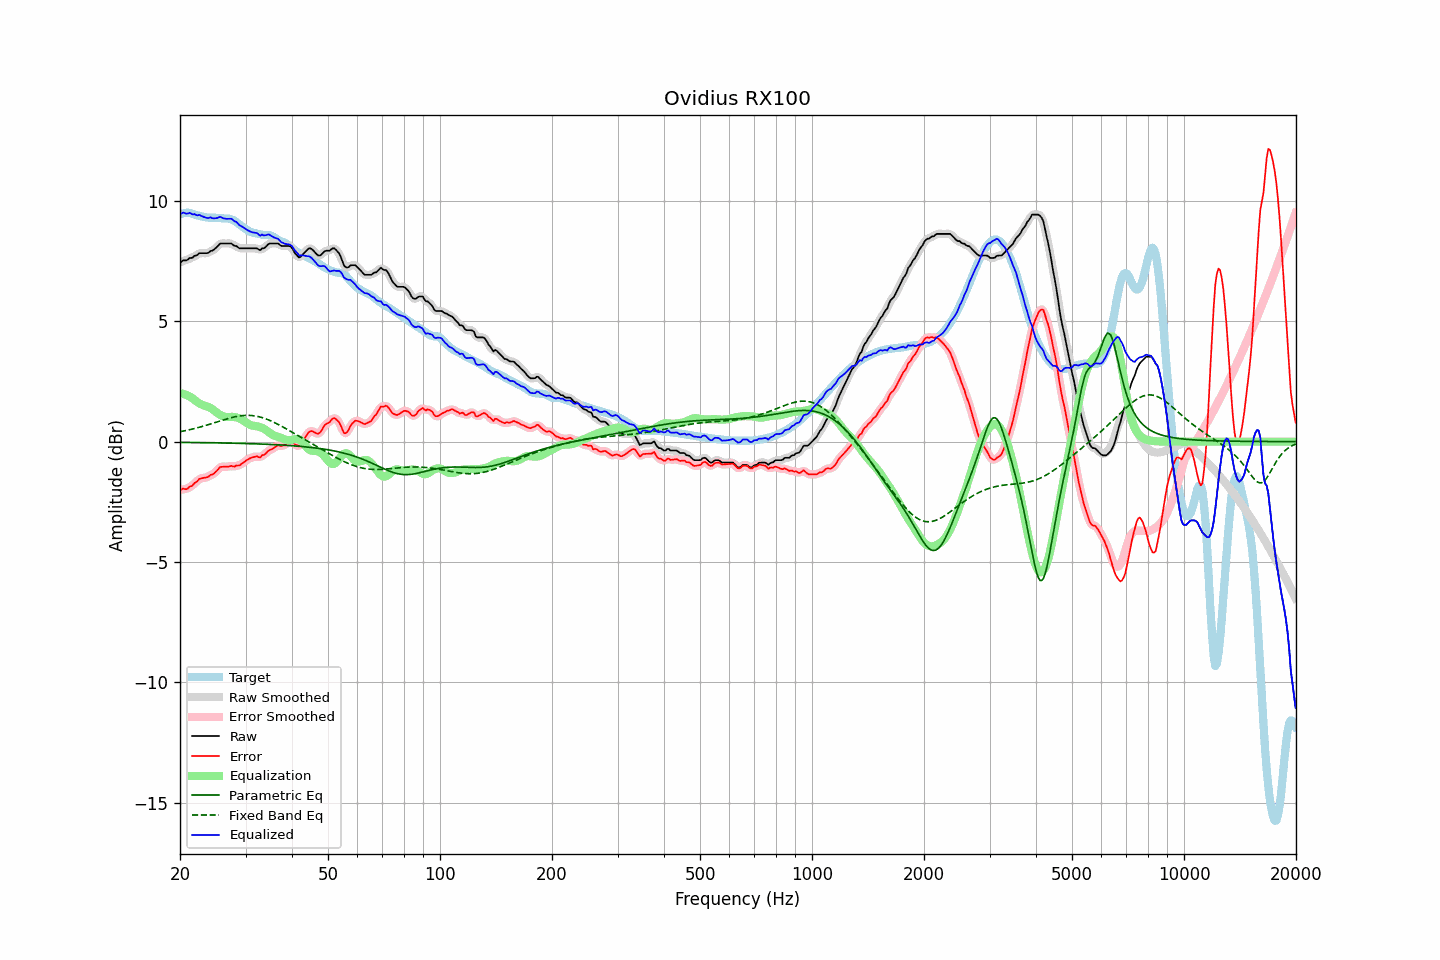 Ovidius RX100
Amplitude (dBr)
10
5
0
−5
−10
−15
Target
Raw Smoothed
Error Smoothed
Raw
Error
Equalization
Parametric Eq
Fixed Band Eq
Equalized
20 50 100 200 500 1000 2000 5000 10000 20000
Frequency (Hz)